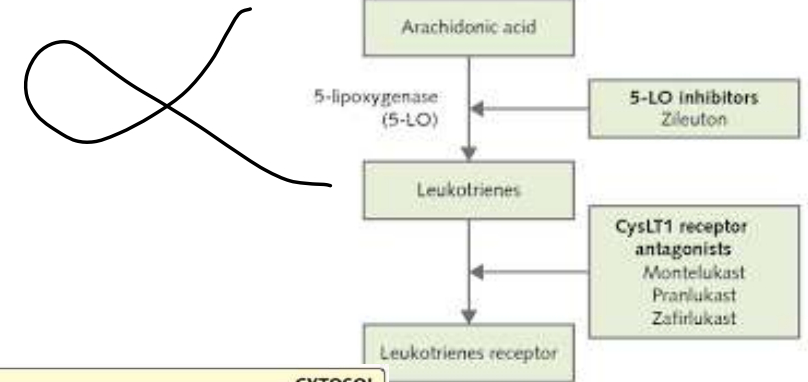 Arachidonic acid
5-lipoxygenase
(5-LO)
5-LO inhibitors
Zileuton
Leukotrienes
CysLT1 receptor
antagonists
Montelukast
Pranlukast
Zafirlukast
Leukotrienes receptor
CYTOSOL